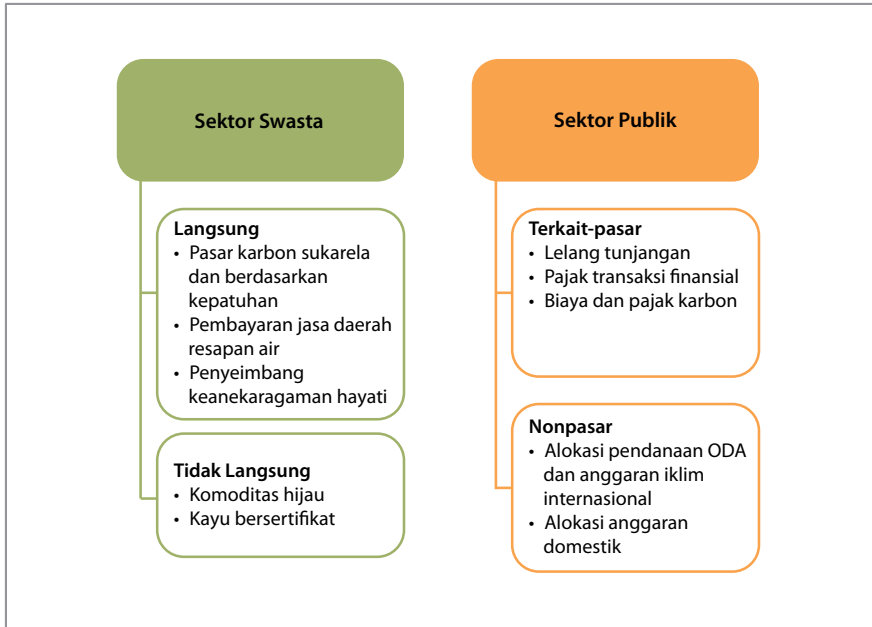 Sektor Swasta
Langsung
• Pasar karbon sukarela
dan berdasarkan
kepatuhan
• Pembayaran jasa daerah
resapan air
• Penyeimbang
keanekaragaman hayati
Tidak Langsung
• Komoditas hijau
• Kayu bersertifikat
Sektor Publik
Terkait-pasar
• Lelang tunjangan
• Pajak transaksi finansial
• Biaya dan pajak karbon
Nonpasar
• Alokasi pendanaan ODA
dan anggaran iklim
internasional
• Alokasi anggaran
domestik